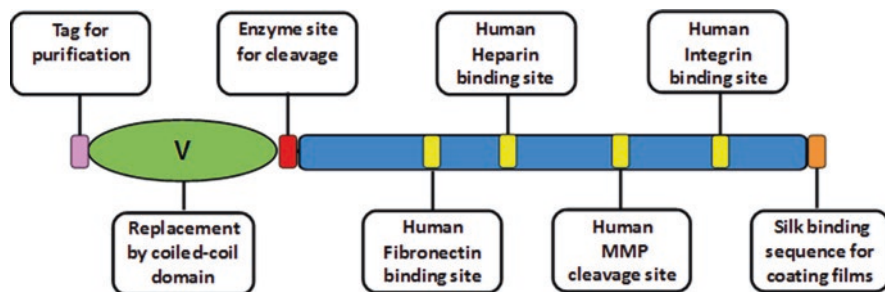 Tag for
purification
Enzyme site
for cleavage
Human
Heparin
binding site
Human
Integrin
binding site
V
Replacement
by coiled-coil
domain
Human
Fibronectin
binding site
Human
MMP
cleavage site
Silk binding
sequence for
coating films